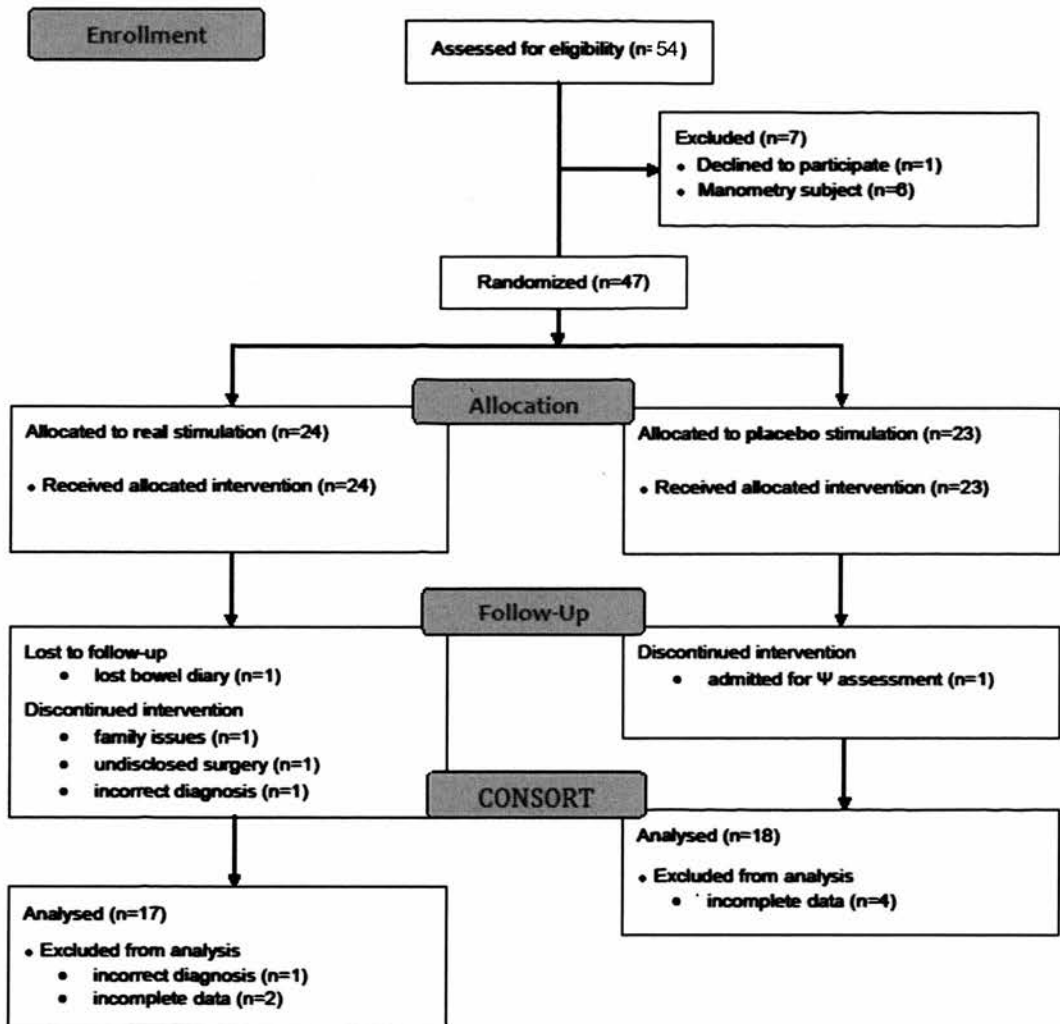 Enrollment
Assessed for eligibility (n=54)
Excluded (n=7)
• Declined to participate (n=1)
• Manometry subject (n=6)
Randomized (n=47)
Allocation
Allocated to real stimulation (n=24)
• Received allocated intervention (n=24)
Allocated to placebo stimulation (n=23)
• Received allocated intervention (n=23)
Follow-Up
Lost to follow-up
• lost bowel diary (n=1)
Discontinued intervention
• family issues (n=1)
• undisclosed surgery (n=1)
• incorrect diagnosis (n=1)
Discontinued intervention
• admitted for Ψ assessment (n=1)
CONSORT
Analysed (n=17)
• Excluded from analysis
• incorrect diagnosis (n=1)
• incomplete data (n=2)
Analysed (n=18)
• Excluded from analysis
• incomplete data (n=4)